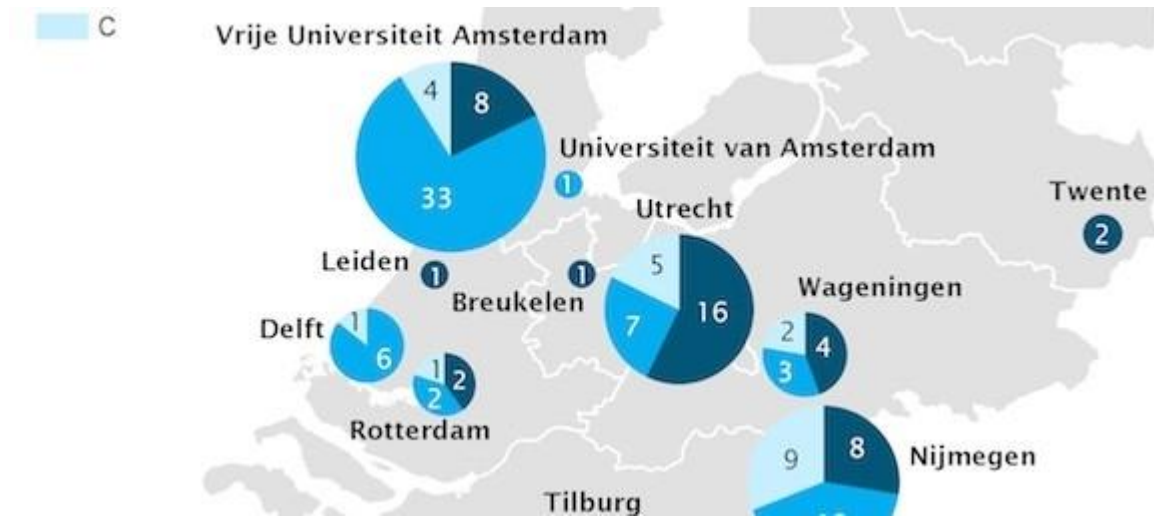 C
Vrije Universiteit Amsterdam
4
8
33
Universiteit van Amsterdam
1
Twente
2
Utrecht
5
16
7
Leiden
1
Breukelen
1
Wageningen
2
4
3
Delft
1
6
1
2
2
Rotterdam
9
8
Nijmegen
Tilburg